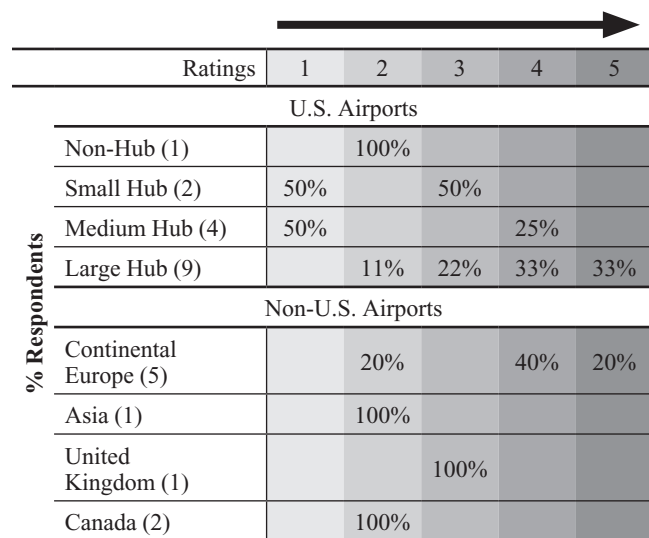 Ratings 1 2 3 4 5
U.S. Airports
% Respondents
Non-Hub (1) 100%
Small Hub (2) 50% 50%
Medium Hub (4) 50% 25%
Large Hub (9) 11% 22% 33% 33%
Non-U.S. Airports
Continental
Europe (5) 20% 40% 20%
Asia (1) 100%
United
Kingdom (1) 100%
Canada (2) 100%